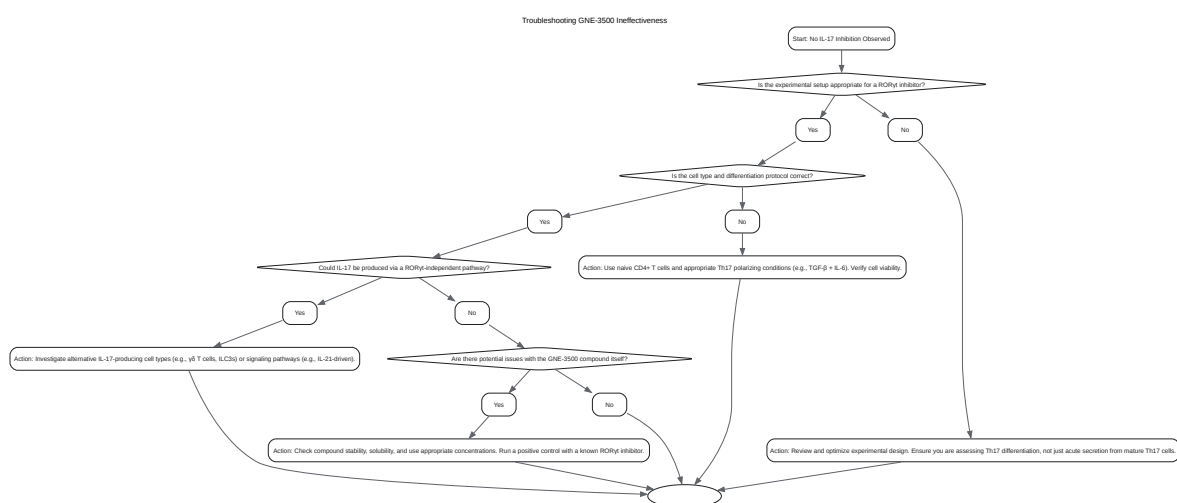 Troubleshooting GNE-3500 Ineffectiveness
Start: No IL-17 Inhibition Observed
Is the experimental setup appropriate for a RORγt inhibitor?
Yes
No
Is the cell type and differentiation protocol correct?
Yes
No
Could IL-17 be produced via a RORγt-independent pathway?
Action: Use naive CD4+ T cells and appropriate Th17 polarizing conditions (e.g., TGF-β + IL-6). Verify cell viability.
Yes
No
Action: Investigate alternative IL-17-producing cell types (e.g., γδ T cells, ILC3s) or signaling pathways (e.g., IL-21-driven).
Are there potential issues with the GNE-3500 compound itself?
Yes
No
Action: Check compound stability, solubility, and use appropriate concentrations. Run a positive control with a known RORγt inhibitor.
Action: Review and optimize experimental design. Ensure you are assessing Th17 differentiation, not just acute secretion from mature Th17 cells.